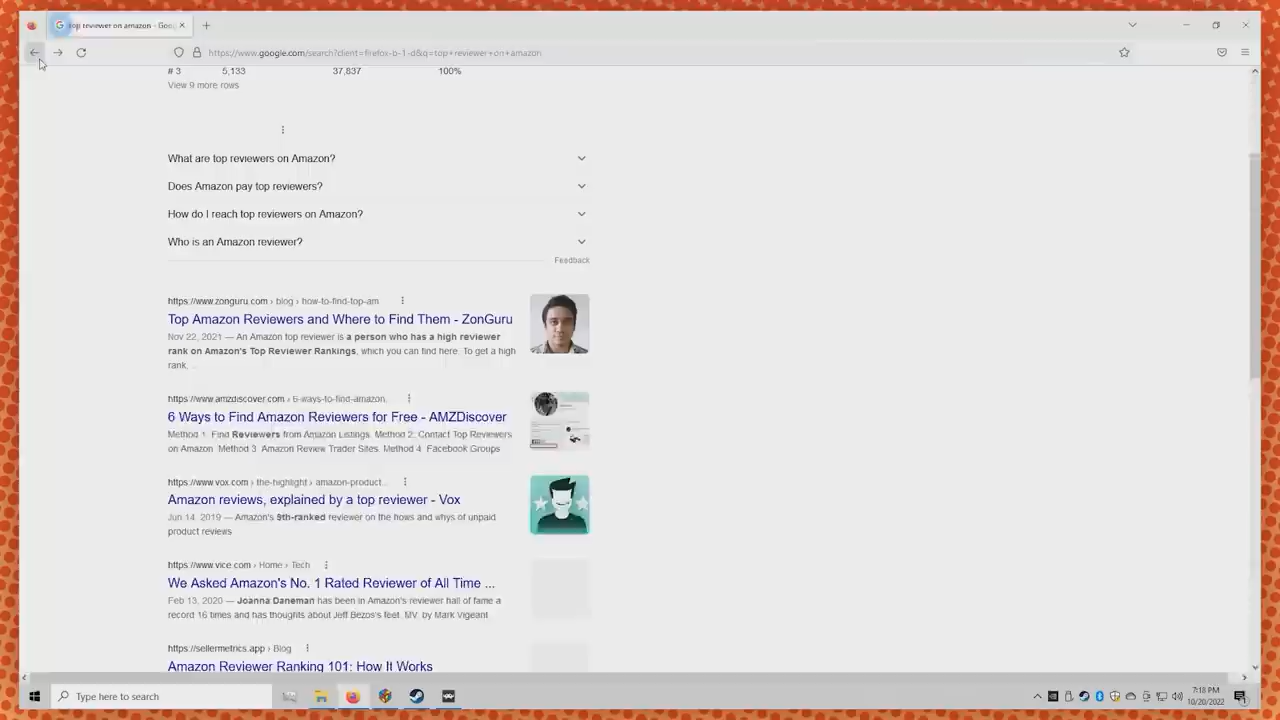 top reviewer on amazon - Goog
https://www.google.com/search?client=firefox-b-1-d&q=top+reviewer+on+amazon
# 3 5,133 37,837 100%
View 9 more rows
What are top reviewers on Amazon?
Does Amazon pay top reviewers?
How do I reach top reviewers on Amazon?
Who is an Amazon reviewer?
Feedback
https://www.zonguru.com › blog › how-to-find-top-am
Top Amazon Reviewers and Where to Find Them - ZonGuru
Nov 22, 2021 — An Amazon top reviewer is a person who has a high reviewer
rank on Amazon's Top Reviewer Rankings, which you can find here. To get a high
rank,
https://www.amzdiscover.com › 6-ways-to-find-amazon.
6 Ways to Find Amazon Reviewers for Free - AMZDiscover
Method 1. Find Reviewers from Amazon Listings. Method 2. Contact Top Reviewers
on Amazon Method 3 Amazon Review Trader Sites. Method 4 Facebook Groups
https://www.vox.com › the-highlight › amazon-product...
Amazon reviews, explained by a top reviewer - Vox
Jun 14, 2019 — Amazon's 9th-ranked reviewer on the hows and whys of unpaid
product reviews
https://www.vice.com › Home › Tech
We Asked Amazon's No. 1 Rated Reviewer of All Time ...
Feb 13, 2020 — Joanna Daneman has been in Amazon's reviewer hall of fame a
record 16 times and has thoughts about Jeff Bezos's feet. MV. by Mark Vigeant
https://sellermetrics.app › Blog
Amazon Reviewer Ranking 101: How It Works
Type here to search
7:18 PM
10/20/2022